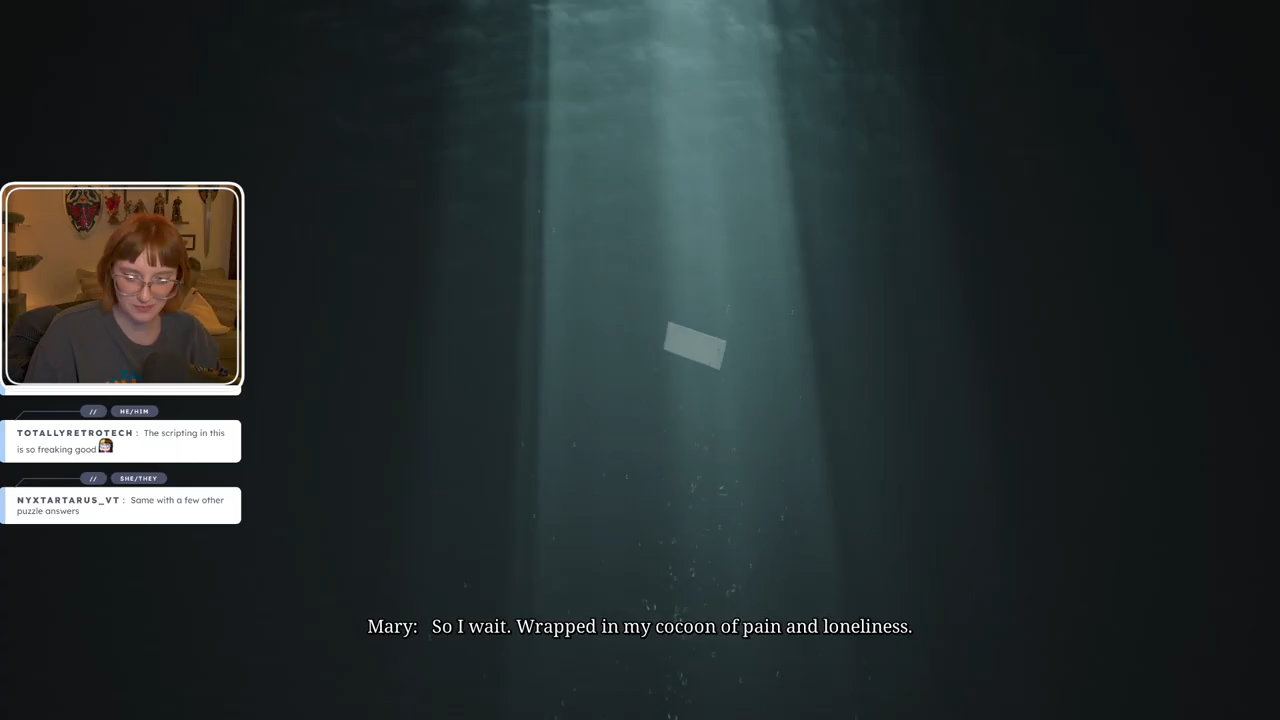 // HE/HIM
TOTALLYRETROTECH : The scripting in this
is so freaking good
// SHE/THEY
NYXTARTARUS_VT : Same with a few other
puzzle answers
Mary: So I wait. Wrapped in my cocoon of pain and loneliness.